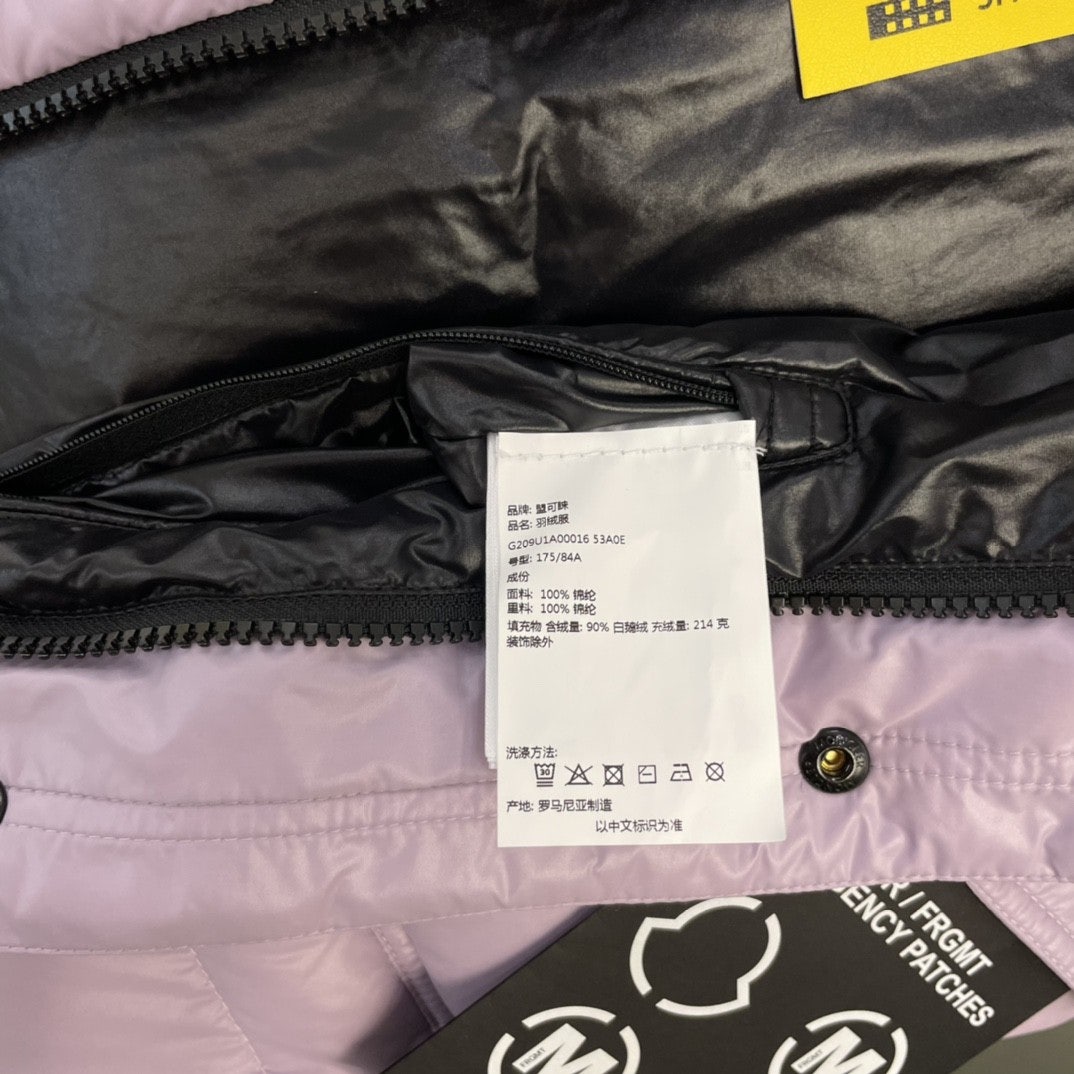 品牌: 盟可睐
品名: 羽绒服
G209U1A00016 53A0E
号型: 175/84A
成份
面料: 100% 锦纶
里料: 100% 锦纶
填充物 含绒量: 90% 白鹅绒 充绒量: 214 克
装饰除外
洗涤方法:
30
产地: 罗马尼亚制造
以中文标识为准
R / FRGMT
ENCY PATCHES
FRGMT
M
FRGMT
M